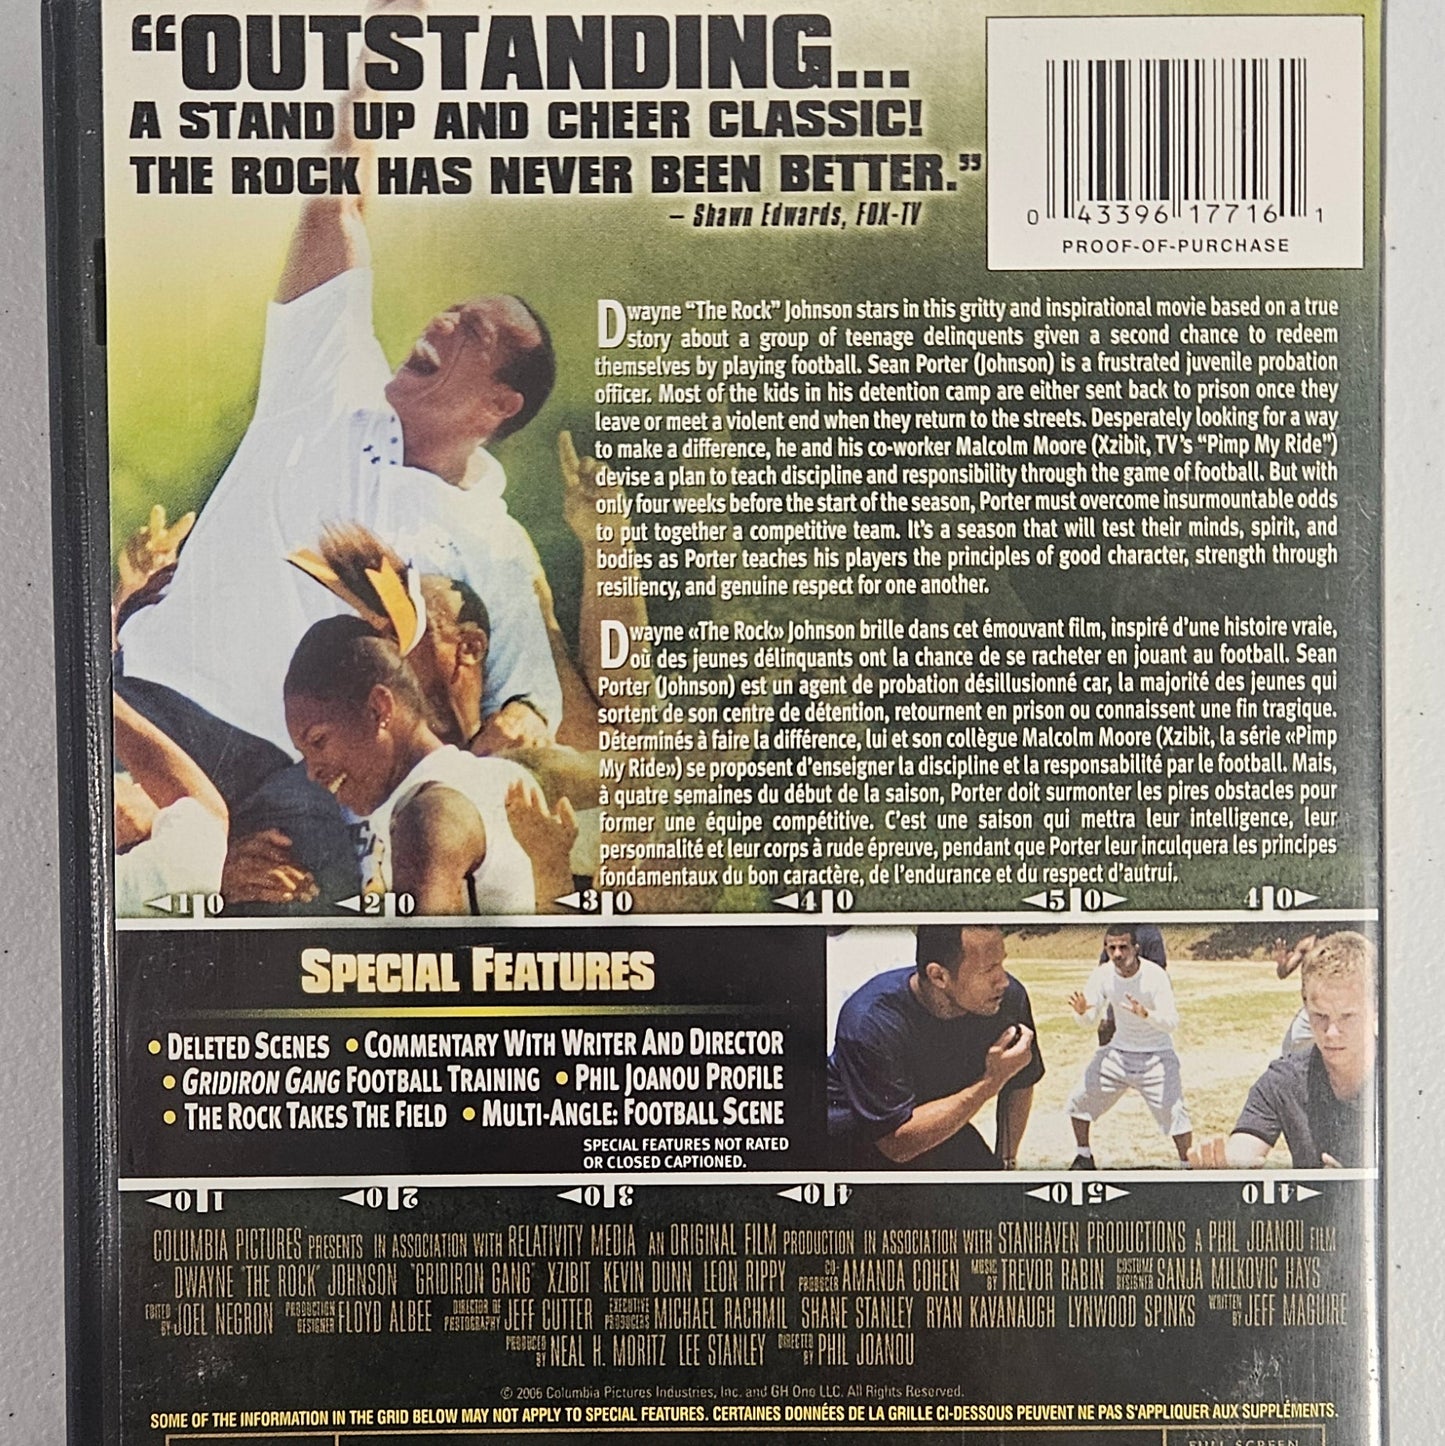 “OUTSTANDING...
A STAND UP AND CHEER CLASSIC!
THE ROCK HAS NEVER BEEN BETTER.”
– Shawn Edwards, FOX-TV
0 43396 17716 1
PROOF-OF-PURCHASE
Dwayne “The Rock” Johnson stars in this gritty and inspirational movie based on a true
story about a group of teenage delinquents given a second chance to redeem
themselves by playing football. Sean Porter (Johnson) is a frustrated juvenile probation
officer. Most of the kids in his detention camp are either sent back to prison once they
leave or meet a violent end when they return to the streets. Desperately looking for a way
to make a difference, he and his co-worker Malcolm Moore (Xzibit, TV’s “Pimp My Ride”)
devise a plan to teach discipline and responsibility through the game of football. But with
only four weeks before the start of the season, Porter must overcome insurmountable odds
to put together a competitive team. It’s a season that will test their minds, spirit, and
bodies as Porter teaches his players the principles of good character, strength through
resiliency, and genuine respect for one another.
Dwayne «The Rock» Johnson brille dans cet émouvant film, inspiré d’une histoire vraie,
où des jeunes délinquants ont la chance de se racheter en jouant au football. Sean
Porter (Johnson) est un agent de probation désillusionné car, la majorité des jeunes qui
sortent de son centre de détention, retournent en prison ou connaissent une fin tragique.
Déterminés à faire la différence, lui et son collègue Malcolm Moore (Xzibit, la série «Pimp
My Ride») se proposent d’enseigner la discipline et la responsabilité par le football. Mais,
à quatre semaines du début de la saison, Porter doit surmonter les pires obstacles pour
former une équipe compétitive. C’est une saison qui mettra leur intelligence, leur
personnalité et leur corps à rude épreuve, pendant que Porter leur inculquera les principes
fondamentaux du bon caractère, de l’endurance et du respect d’autrui.
10 20 30 40 50 40
SPECIAL FEATURES
• DELETED SCENES • COMMENTARY WITH WRITER AND DIRECTOR
• GRIDIRON GANG FOOTBALL TRAINING • PHIL JOANOU PROFILE
• THE ROCK TAKES THE FIELD • MULTI-ANGLE: FOOTBALL SCENE
SPECIAL FEATURES NOT RATED
OR CLOSED CAPTIONED.
10 20 30 40 50 40
COLUMBIA PICTURES PRESENTS IN ASSOCIATION WITH RELATIVITY MEDIA AN ORIGINAL FILM PRODUCTION IN ASSOCIATION WITH STANHAVEN PRODUCTIONS A PHIL JOANOU FILM
DWAYNE "THE ROCK" JOHNSON "GRIDIRON GANG" XZIBIT KEVIN DUNN LEON RIPPY CO-PRODUCER AMANDA COHEN MUSIC BY TREVOR RABIN COSTUME DESIGNER SANJA MILKOVIC HAYS
EDITED BY JOEL NEGRON PRODUCTION DESIGNER FLOYD ALBEE DIRECTOR OF PHOTOGRAPHY JEFF CUTTER EXECUTIVE PRODUCERS MICHAEL RACHMIL SHANE STANLEY RYAN KAVANAUGH LYNWOOD SPINKS WRITTEN BY JEFF MAGUIRE
PRODUCED BY NEAL H. MORITZ LEE STANLEY DIRECTED BY PHIL JOANOU
© 2006 Columbia Pictures Industries, Inc. and GH One LLC. All Rights Reserved.
SOME OF THE INFORMATION IN THE GRID BELOW MAY NOT APPLY TO SPECIAL FEATURES. CERTAINES DONNÉES DE LA GRILLE CI-DESSOUS PEUVENT NE PAS S'APPLIQUER AUX SUPPLÉMENTS.
FULL SCREEN